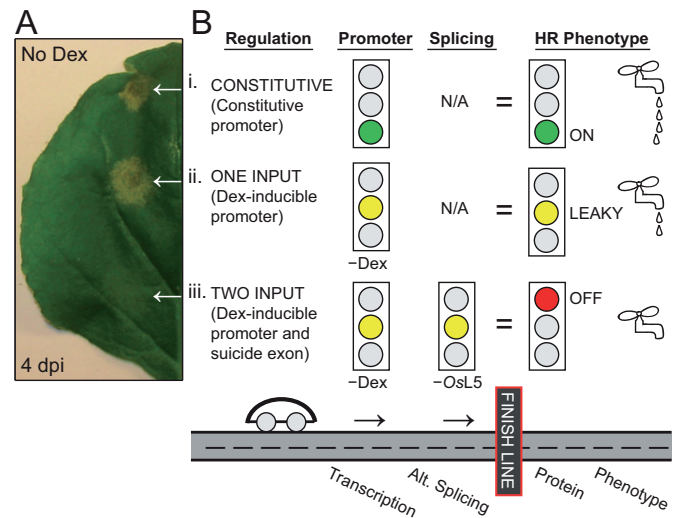 A
No Dex
4 dpi
B
Regulation Promoter Splicing HR Phenotype
i. CONSTITUTIVE
(Constitutive
promoter)
N/A
=
ON
ii. ONE INPUT
(Dex-inducible
promoter)
−Dex
N/A
=
LEAKY
iii. TWO INPUT
(Dex-inducible
promoter and
suicide exon)
−Dex
−OsL5
=
OFF
FINISH LINE
Transcription
Alt. Splicing
Protein
Phenotype